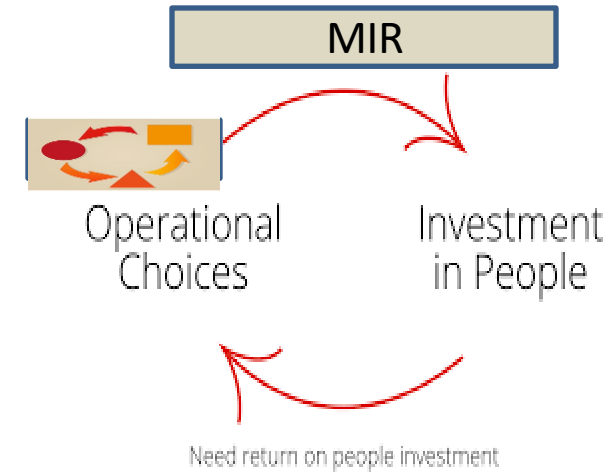 MIR
Operational
Choices
Investment
in People
Need return on people investment